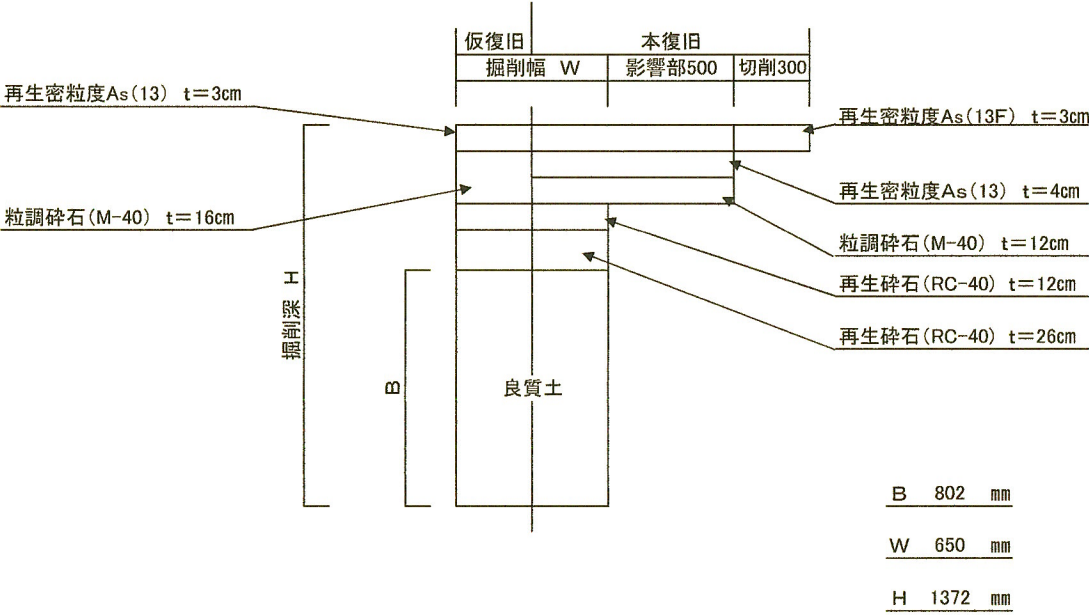 仮復旧 本復旧
掘削幅 W 影響部500 切削300
再生密粒度As(13) t=3cm
再生密粒度As(13F) t=3cm
再生密粒度As(13) t=4cm
粒調砕石(M-40) t=16cm
粒調砕石(M-40) t=12cm
再生砕石(RC-40) t=12cm
再生砕石(RC-40) t=26cm
掘削深 H
B
良質土
B 802 mm
W 650 mm
H 1372 mm